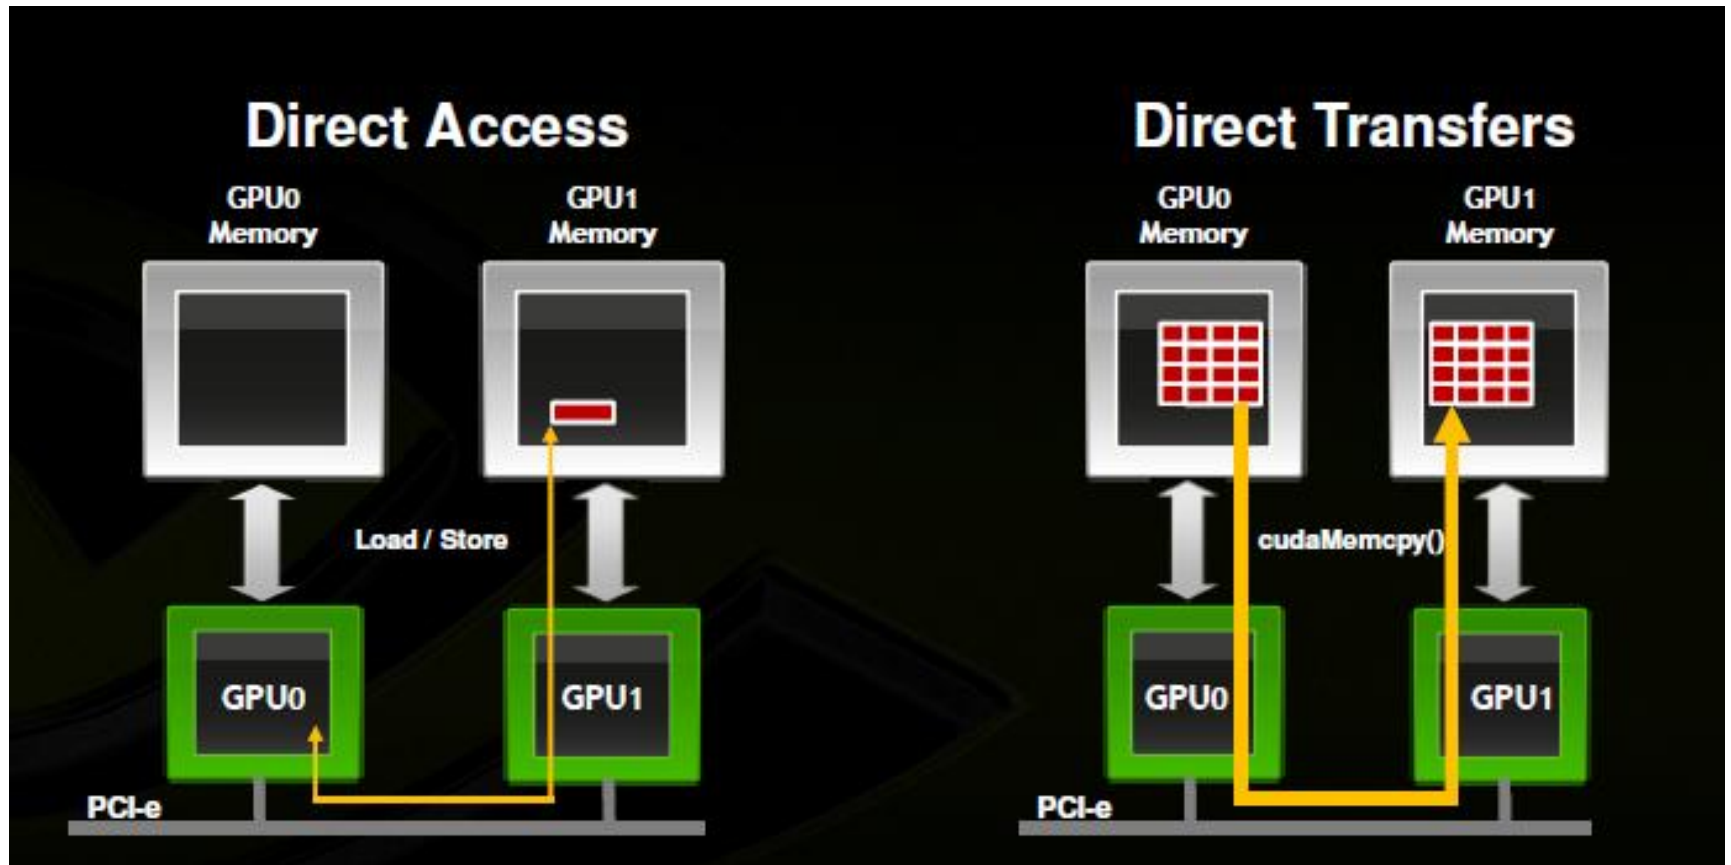 Direct Access
GPU0
Memory
GPU1
Memory
Load / Store
GPU0
GPU1
PCI-e
Direct Transfers
GPU0
Memory
GPU1
Memory
cudaMemcpy()
GPU0
GPU1
PCI-e